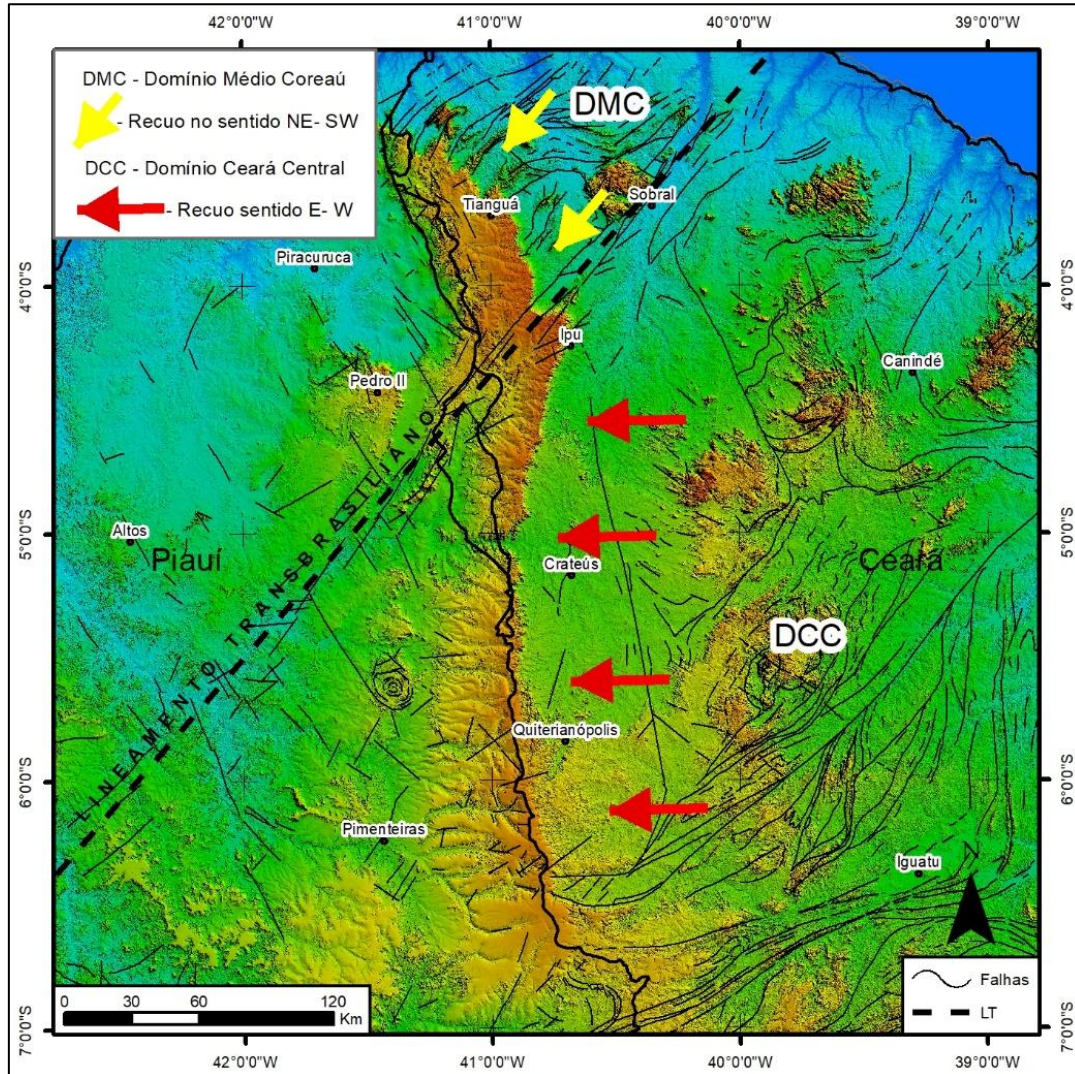 42°0'0"W 41°0'0"W 40°0'0"W 39°0'0"W
DMC - Domínio Médio Coreaú
- Recuo no sentido NE- SW
DCC - Domínio Ceará Central
- Recuo sentido E- W
DMC
Sobral
Tianguá
Piracuruca
4°0'0"S 4°0'0"S
Ipu
Canindé
Pedro II
LINEAMENTO TRANSBRASILIANO
Altos
5°0'0"S 5°0'0"S
Piauí
Ceará
Crateús
DCC
Quiterianópolis
6°0'0"S 6°0'0"S
Pimenteiras
Iguatu
N
Falhas
LT
0 30 60 120
Km
7°0'0"S 7°0'0"S
42°0'0"W 41°0'0"W 40°0'0"W 39°0'0"W